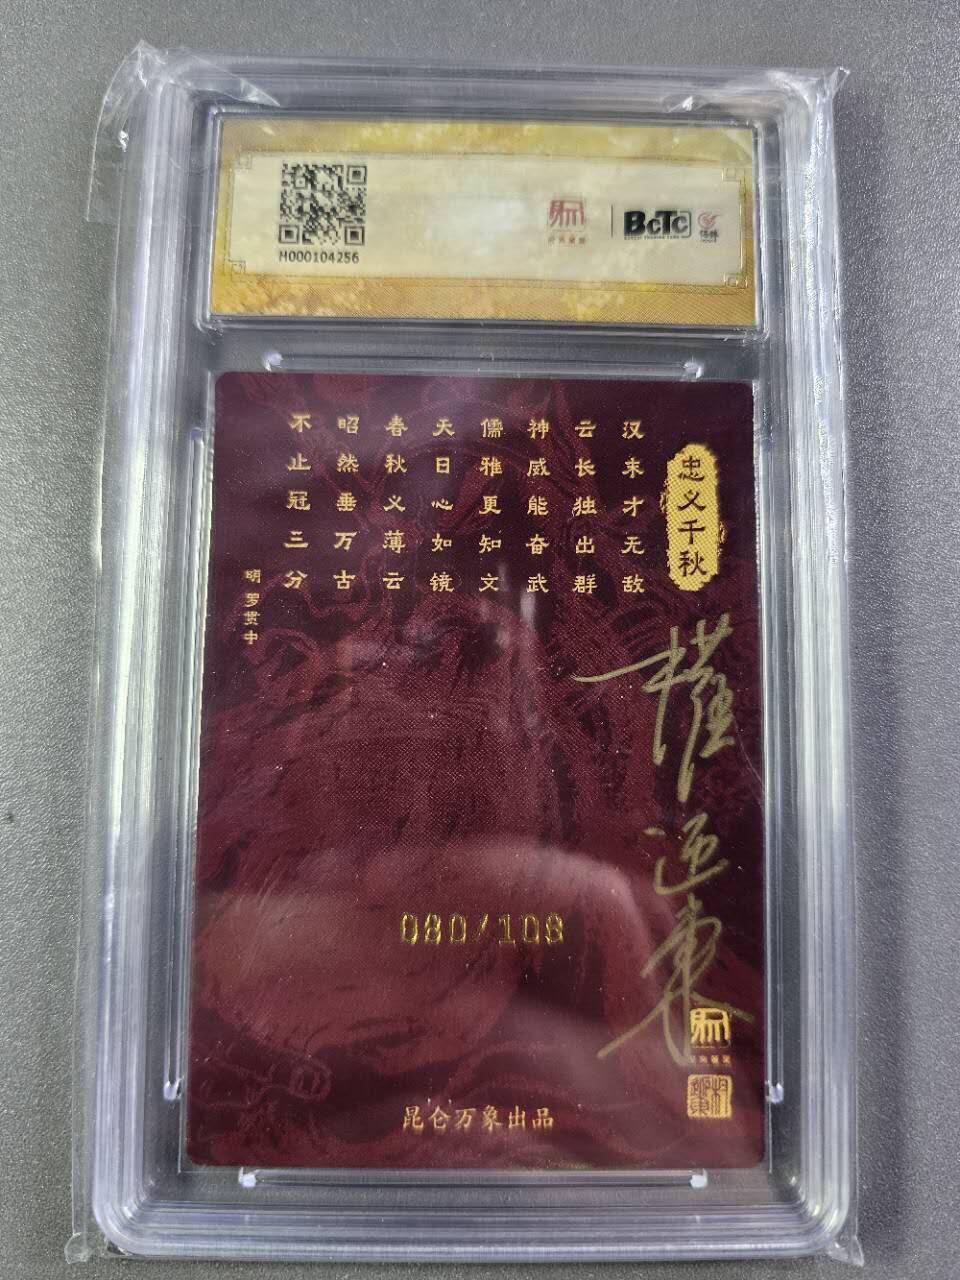 M000104256
BCTC
忠义千秋
汉末才无敌
云长独出群
神威能奋武
儒雅更知文
天日心如镜
春秋义薄云
昭然垂万古
不止冠三分
明 罗贯中
080/108
昆仑万象出品